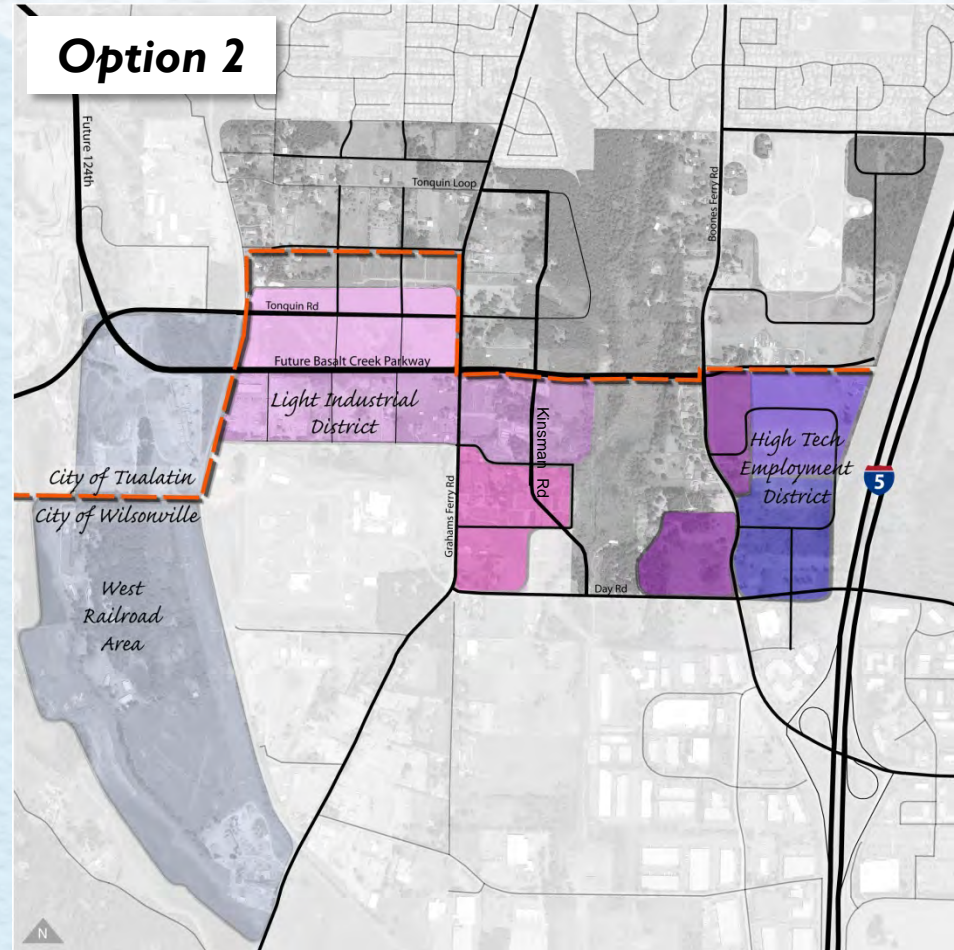 Option 2
Future 124th
Tonquin Loop
Boones Ferry Rd
Tonquin Rd
Future Basalt Creek Parkway
Light Industrial
District
Kinsman Rd
High Tech
Employment
District
5
City of Tualatin
City of Wilsonville
Grahams Ferry Rd
West
Railroad
Area
Day Rd
N